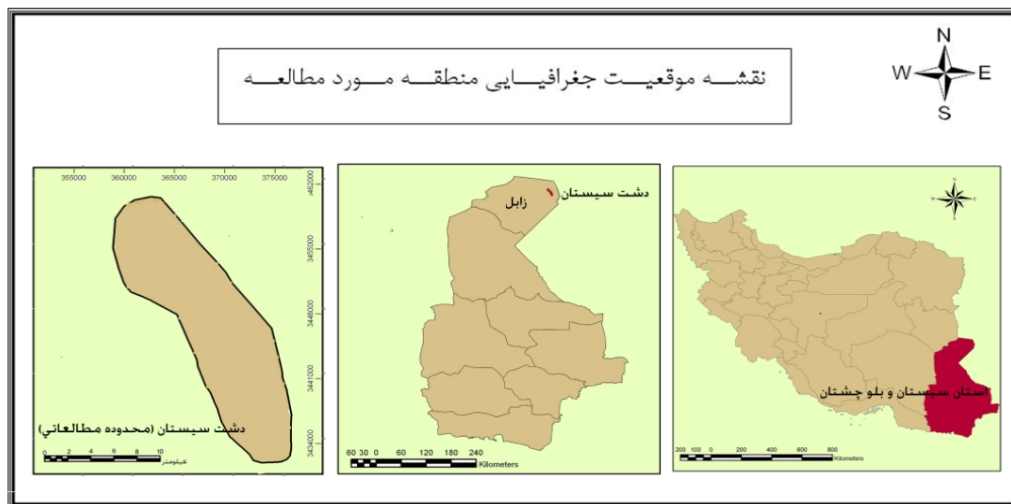 نقشه موقعیت جغرافیایی منطقه مورد مطالعه
N
W E
S
355000 360000 365000 370000 375000
3462000
3455000
3448000
3441000
3434000
دشت سیستان (محدوده مطالعاتي)
0 2 4 6 8 10
کیلومتر
زابل
دشت سیستان
60 30 0 60 120 180 240
Kilometers
استان سیستان و بلو چشتان
200 100 0 200 400 600 800
Kilometers